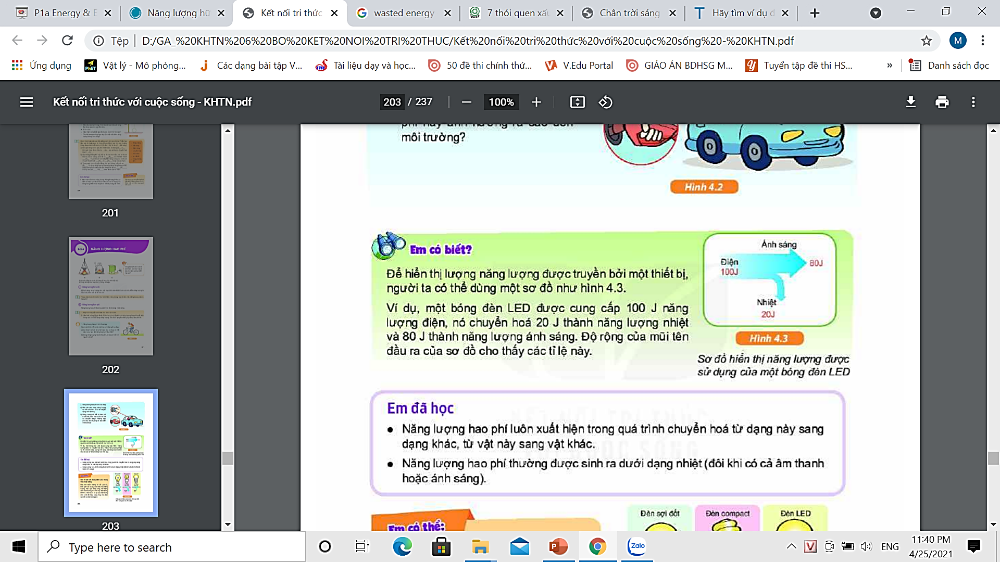 P1a Energy & E
Năng lượng hữ
Kết nối tri thức
wasted energy
7 thói quen xấu
Chân trời sáng
Hãy tìm ví dụ đ
Tệp
D:/GA_%20KHTN%206%20BO%20KET%20NOI%20TRI%20THUC/Kết%20nối%20tri%20thức%20với%20cuộc%20sống%20-%20KHTN.pdf
M
Ứng dụng
Vật lý - Mô phỏng...
Các dạng bài tập V...
Tài liệu dạy và học...
50 đề thi chính thứ...
V.Edu Portal
GIÁO ÁN BDHSG M...
Tuyển tập đề thi HS...
»
Danh sách đọc
Kết nối tri thức với cuộc sống - KHTN.pdf
203 / 237
100%
201
NĂNG LƯỢNG HAO PHÍ
202
203
phí này ảnh hưởng ra sao đến
môi trường?
Hình 4.2
Em có biết?
Để hiển thị lượng năng lượng được truyền bởi một thiết bị,
người ta có thể dùng một sơ đồ như hình 4.3.
Ví dụ, một bóng đèn LED được cung cấp 100 J năng
lượng điện, nó chuyển hoá 20 J thành năng lượng nhiệt
và 80 J thành năng lượng ánh sáng. Độ rộng của mũi tên
đầu ra của sơ đồ cho thấy các tỉ lệ này.
Ánh sáng
Điện
100J
80J
Nhiệt
20J
Hình 4.3
Sơ đồ hiển thị năng lượng được
sử dụng của một bóng đèn LED
Em đã học
● Năng lượng hao phí luôn xuất hiện trong quá trình chuyển hoá từ dạng này sang
dạng khác, từ vật này sang vật khác.
● Năng lượng hao phí thường được sinh ra dưới dạng nhiệt (đôi khi có cả âm thanh
hoặc ánh sáng).
Em có thể:
Đèn sợi đốt
Đèn compact
Đèn LED
Type here to search
Zalo
ENG
11:40 PM
4/25/2021